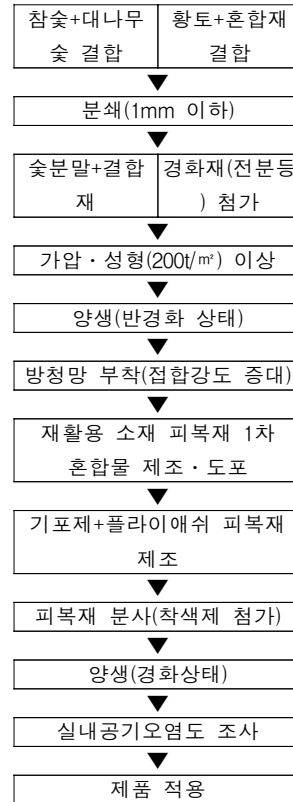 참숯+대나무
숯 결합
황토+혼합재
결합
▼
분쇄(1mm 이하)
▼
숯분말+결합
재
경화재(전분등
) 첨가
▼
가압・성형(200t/㎡) 이상
▼
양생(반경화 상태)
▼
방청망 부착(접합강도 증대)
▼
재활용 소재 피복재 1차
혼합물 제조・도포
▼
기포제+플라이애쉬 피복재
제조
▼
피복재 분사(착색제 첨가)
▼
양생(경화상태)
▼
실내공기오염도 조사
▼
제품 적용